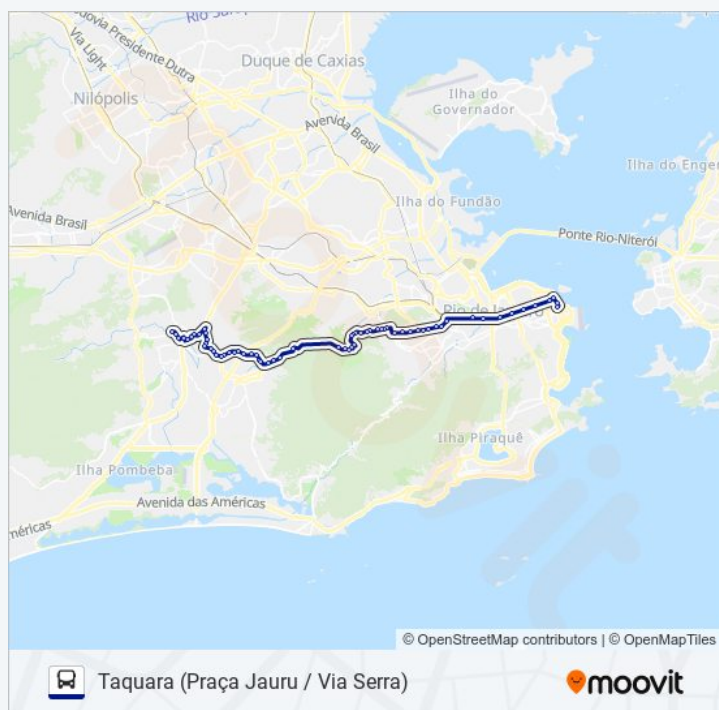 Rio Sar
Rodovia Presidente Dutra
Via Light
Duque de Caxias
Nilópolis
Ilha do
Governador
Avenida Brasil
Ilha do Enger
Ilha do Fundão
Avenida Brasil
Ponte Rio-Niterói
Rio de Ja
Ilha Piraquê
Ilha Pombeba
Avenida das Américas
méricas
© OpenStreetMap contributors | © OpenMapTiles
Taquara (Praça Jauru / Via Serra)
moovit